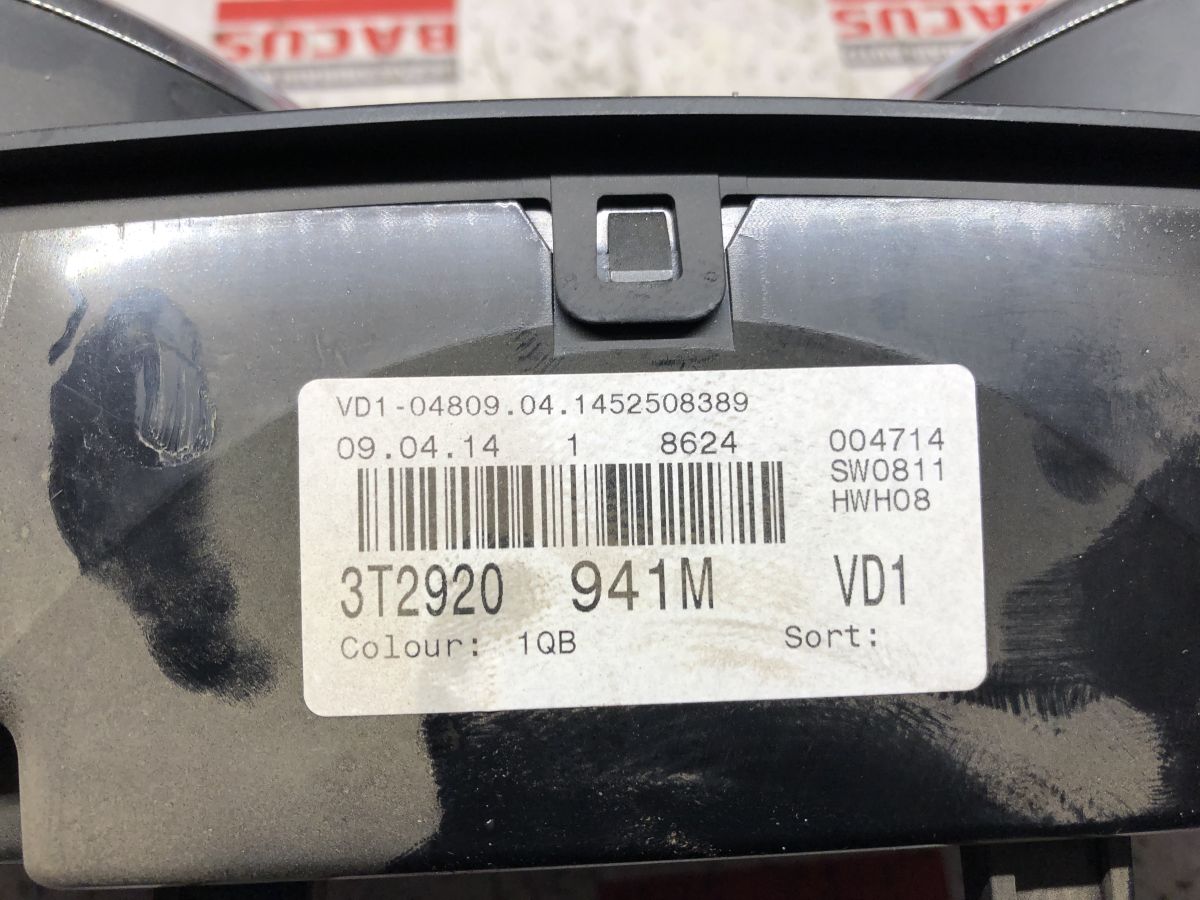 BACUS
BACUS
VD1-04809.04.1452508389
09.04.14 1 8624 004714
SW0811
HWH08
3T2920 941M VD1
Colour: 1QB Sort: